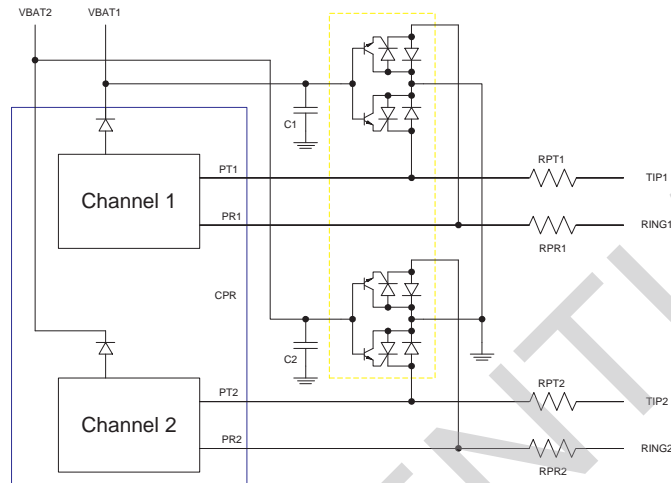 VBAT2 VBAT1
C1
PT1 RPT1 TIP1
Channel 1
PR1 RING1
RPR1
CPR
C2
PT2 RPT2 TIP2
Channel 2
PR2 RING2
RPR2